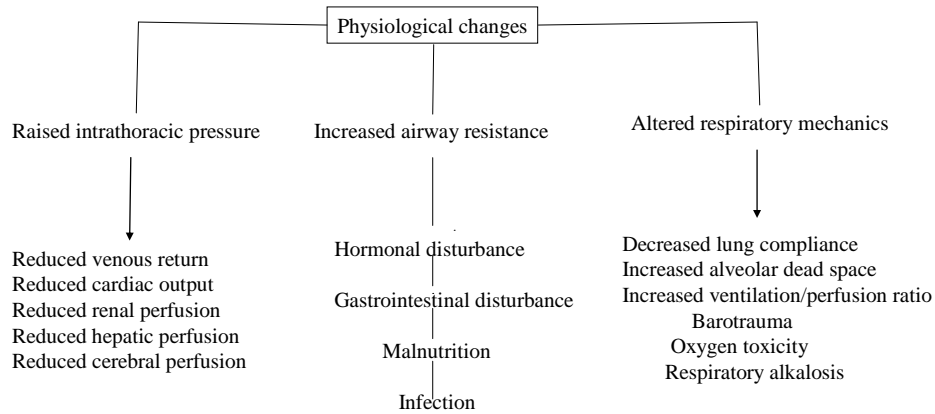 Physiological changes
Raised intrathoracic pressure
Increased airway resistance
Altered respiratory mechanics
Reduced venous return
Reduced cardiac output
Reduced renal perfusion
Reduced hepatic perfusion
Reduced cerebral perfusion
Hormonal disturbance
Gastrointestinal disturbance
Malnutrition
Infection
Decreased lung compliance
Increased alveolar dead space
Increased ventilation/perfusion ratio
Barotrauma
Oxygen toxicity
Respiratory alkalosis